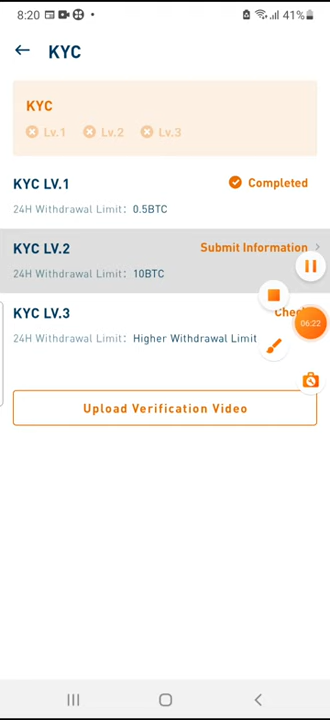 8:20 41%
KYC
KYC
Lv.1 Lv.2 Lv.3
KYC LV.1 Completed
24H Withdrawal Limit: 0.5BTC
KYC LV.2 Submit Information
24H Withdrawal Limit: 10BTC
KYC LV.3
06:22
24H Withdrawal Limit: Higher Withdrawal Limit
Upload Verification Video